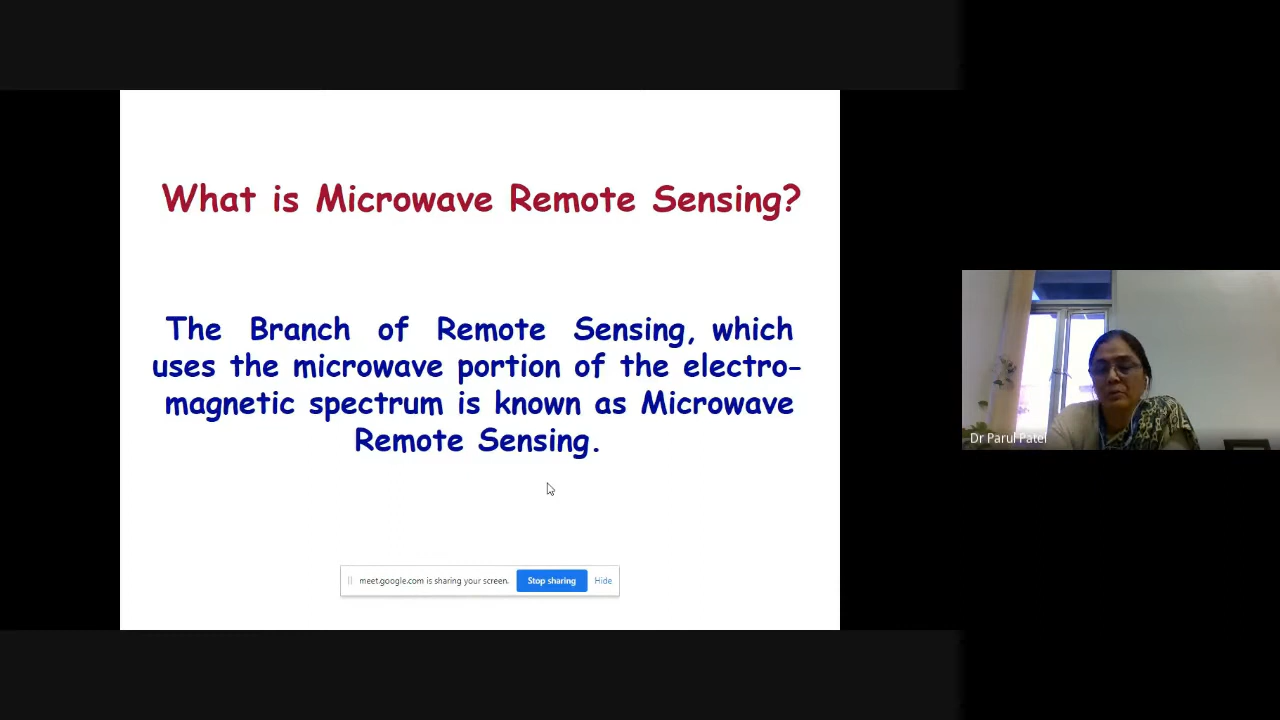 What is Microwave Remote Sensing?
The Branch of Remote Sensing, which
uses the microwave portion of the electro-
magnetic spectrum is known as Microwave
Remote Sensing.
meet.google.com is sharing your screen.
Stop sharing
Hide
Dr Parul Patel